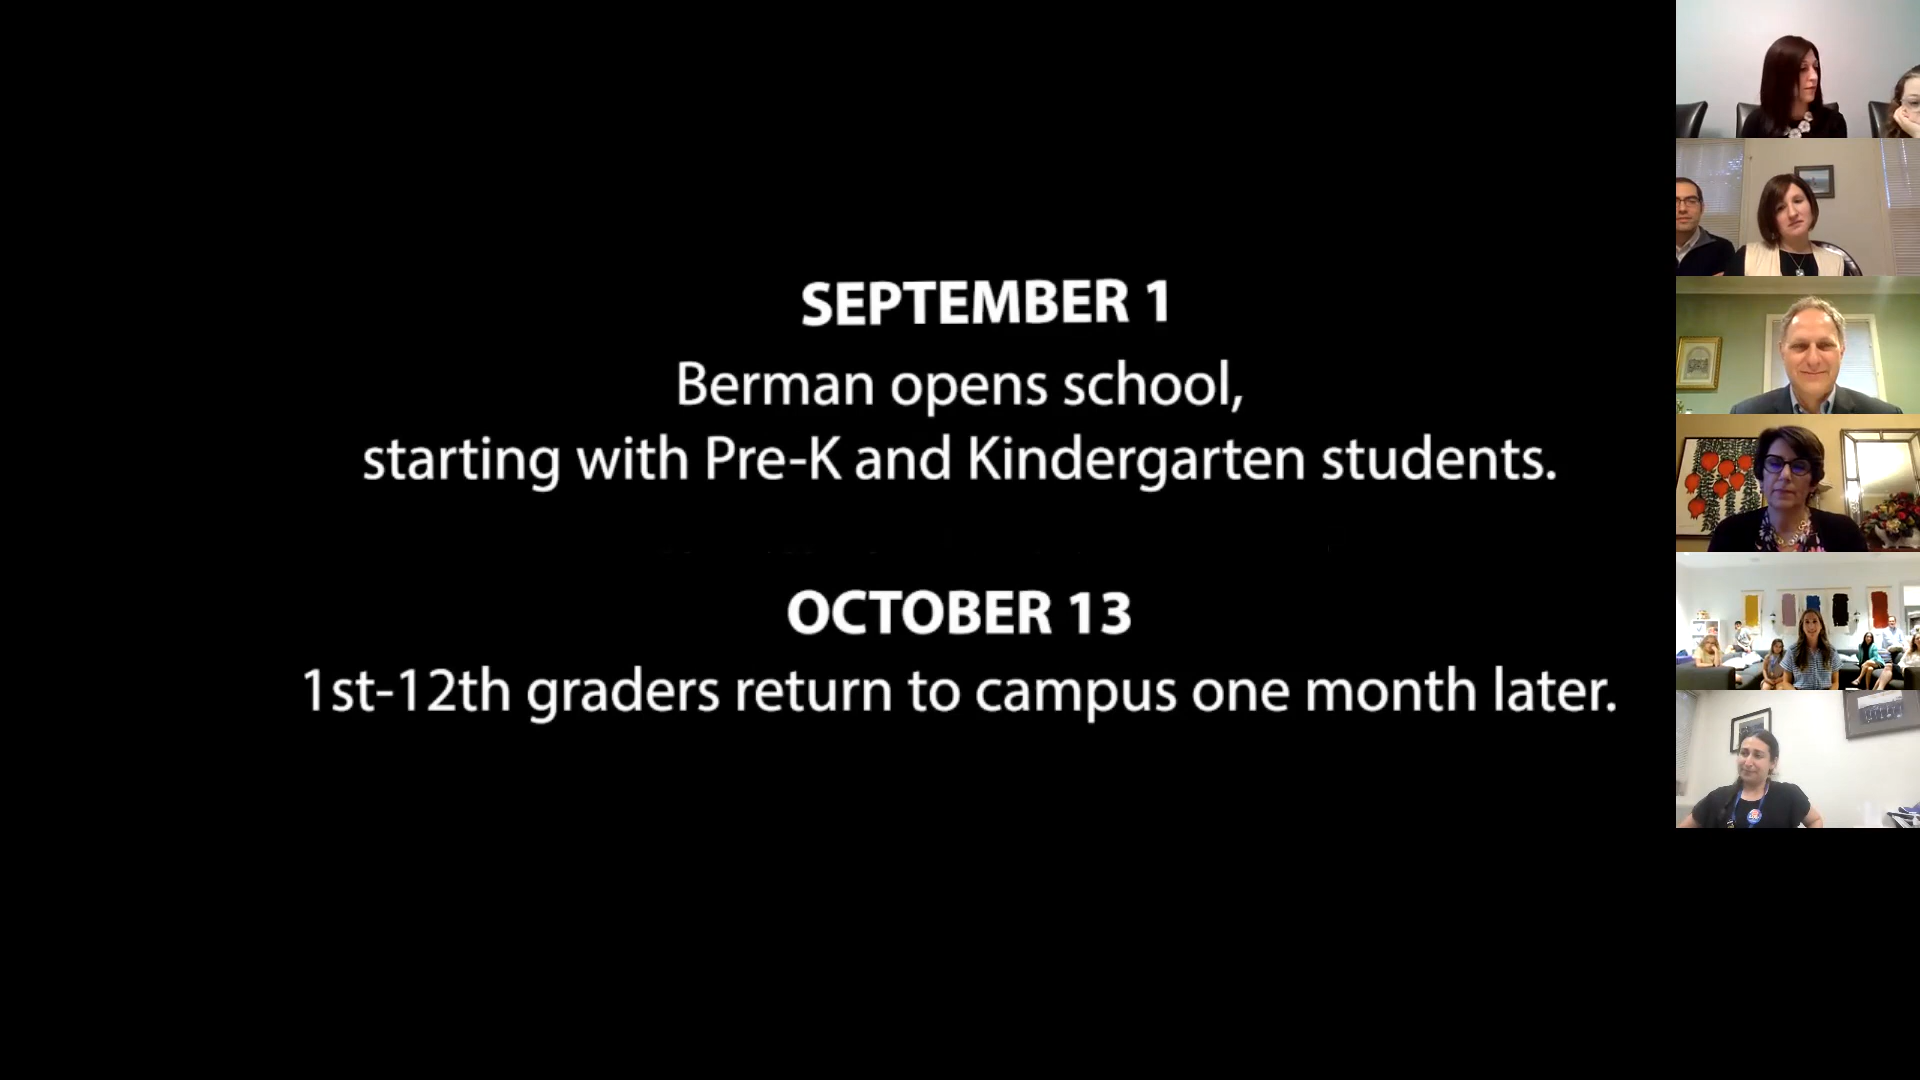 SEPTEMBER 1
Berman opens school,
starting with Pre-K and Kindergarten students.
OCTOBER 13
1st-12th graders return to campus one month later.